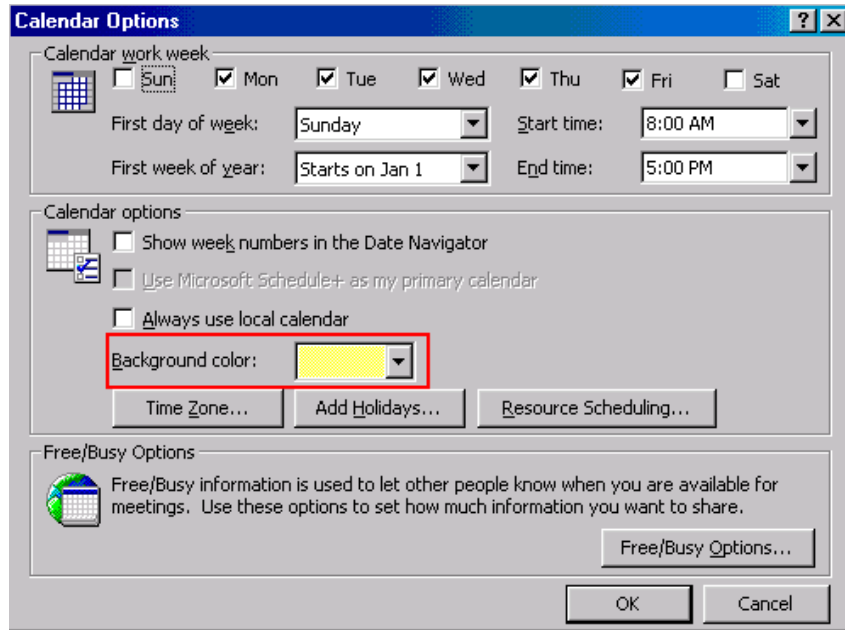 Calendar Options
Calendar work week
Sun Mon Tue Wed Thu Fri Sat
First day of week: Sunday Start time: 8:00 AM
First week of year: Starts on Jan 1 End time: 5:00 PM
Calendar options
Show week numbers in the Date Navigator
Use Microsoft Schedule+ as my primary calendar
Always use local calendar
Background color:
Time Zone... Add Holidays... Resource Scheduling...
Free/Busy Options
Free/Busy information is used to let other people know when you are available for
meetings. Use these options to set how much information you want to share.
Free/Busy Options...
OK Cancel